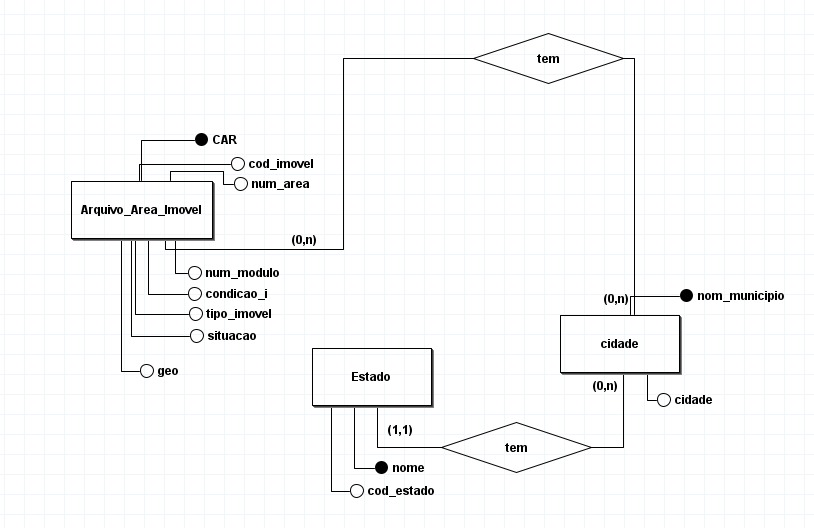 tem
CAR
cod_imovel
num_area
Arquivo_Area_Imovel
(0,n)
num_modulo
condicao_i
tipo_imovel
situacao
geo
(0,n)
nom_municipio
cidade
(0,n)
cidade
Estado
(1,1)
tem
nome
cod_estado